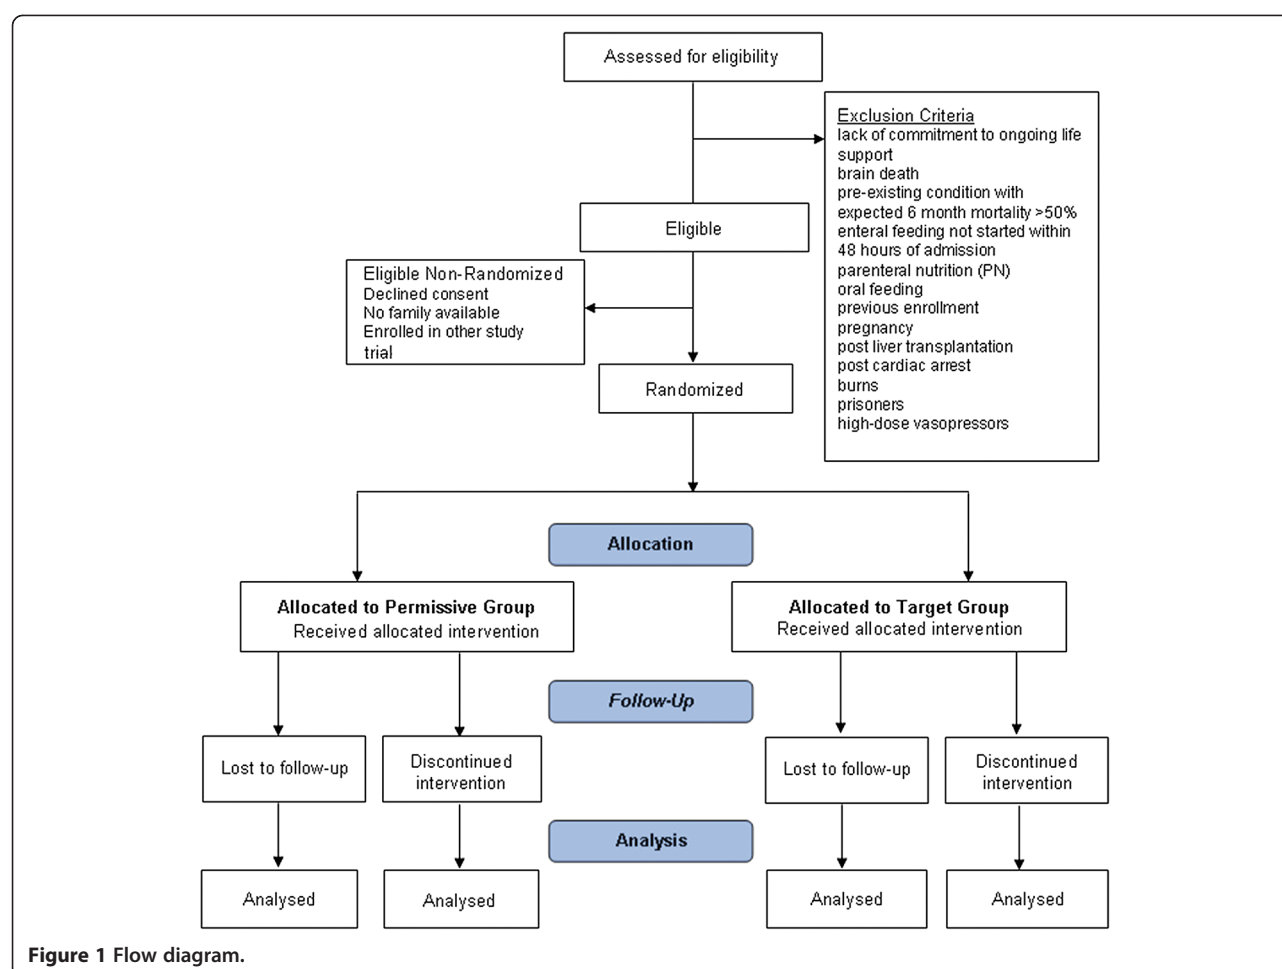 Assessed for eligibility
Exclusion Criteria
lack of commitment to ongoing life
support
brain death
pre-existing condition with
expected 6 month mortality >50%
enteral feeding not started within
48 hours of admission
parenteral nutrition (PN)
oral feeding
previous enrollment
pregnancy
post liver transplantation
post cardiac arrest
burns
prisoners
high-dose vasopressors
Eligible
Eligible Non-Randomized
Declined consent
No family available
Enrolled in other study
trial
Randomized
Allocation
Allocated to Permissive Group
Received allocated intervention
Allocated to Target Group
Received allocated intervention
Follow-Up
Lost to follow-up
Discontinued
intervention
Lost to follow-up
Discontinued
intervention
Analysis
Analysed
Analysed
Analysed
Analysed
Figure 1 Flow diagram.